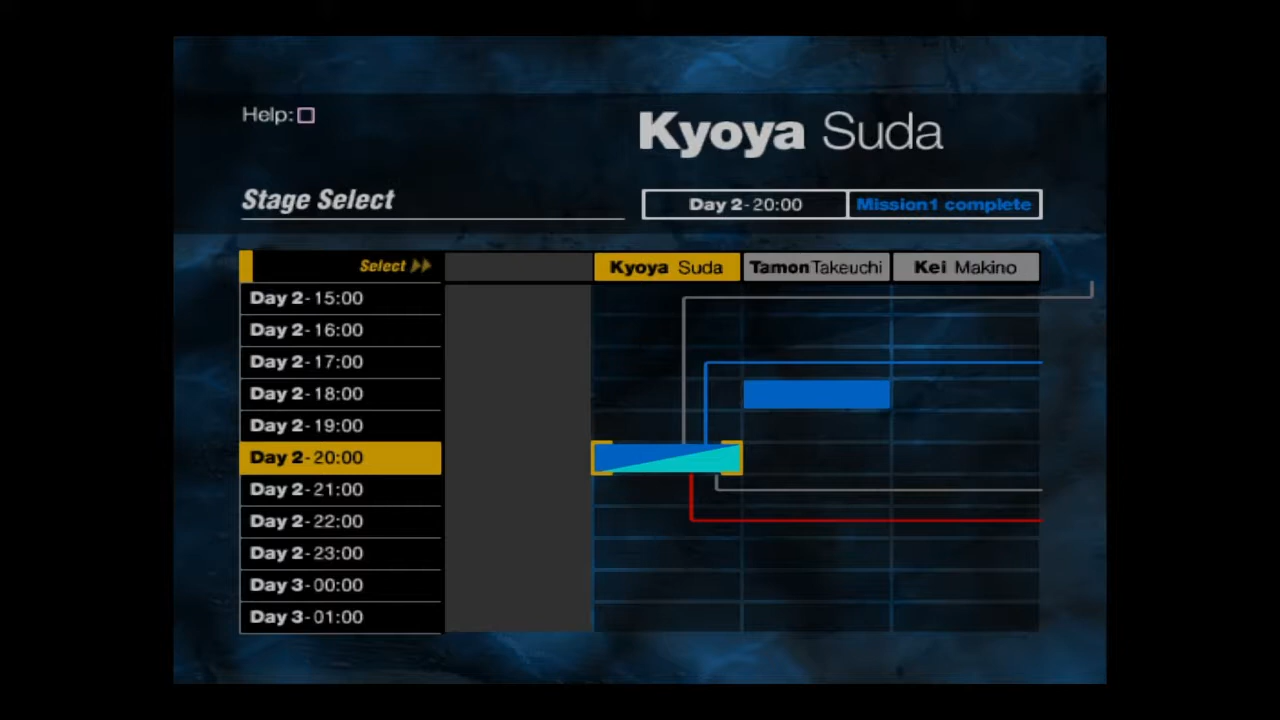 Help:
Kyoya Suda
Stage Select
Day 2-20:00 Mission1 complete
Select Kyoya Suda Tamon Takeuchi Kei Makino
Day 2-15:00
Day 2-16:00
Day 2-17:00
Day 2-18:00
Day 2-19:00
Day 2-20:00
Day 2-21:00
Day 2-22:00
Day 2-23:00
Day 3-00:00
Day 3-01:00